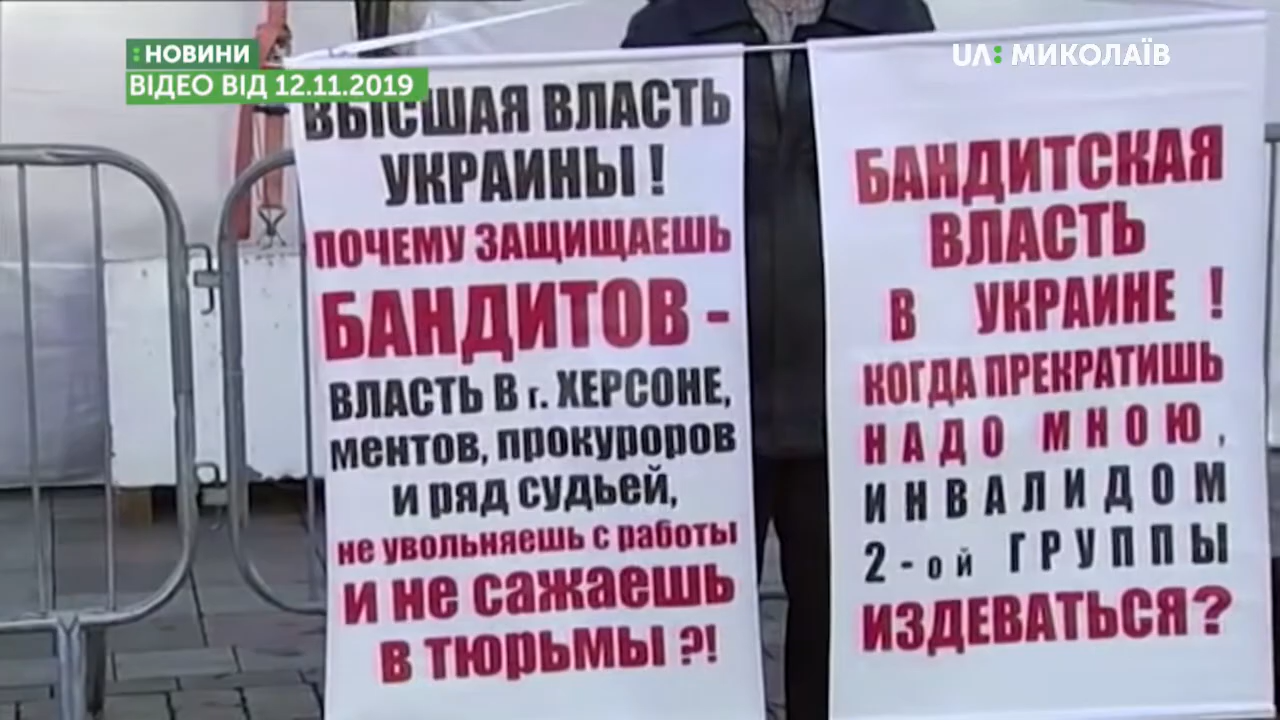 :НОВИНИ
ВІДЕО ВІД 12.11.2019
UA: МИКОЛАЇВ
ВЫСШАЯ ВЛАСТЬ
УКРАИНЫ !
ПОЧЕМУ ЗАЩИЩАЕШЬ
БАНДИТОВ -
ВЛАСТЬ В г. ХЕРСОНЕ,
ментов, прокуроров
и ряд судьей,
не увольняешь с работы
и не сажаешь
в тюрьмы ?!
БАНДИТСКАЯ
ВЛАСТЬ
В УКРАИНЕ !
КОГДА ПРЕКРАТИШЬ
НАДО МНОЮ,
ИНВАЛИДОМ
2-ой ГРУППЫ
ИЗДЕВАТЬСЯ?